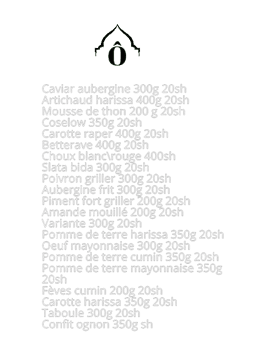 Ô
Caviar aubergine 300g 20sh
Artichaud harissa 400g 20sh
Mousse de thon 200 g 20sh
Coselow 350g 20sh
Carotte raper 400g 20sh
Betterave 400g 20sh
Choux blanc\rouge 400sh
Slata bida 300g 20sh
Poivron griller 300g 20sh
Aubergine frit 300g 20sh
Piment fort griller 200g 20sh
Amande mouillé 200g 20sh
Variante 300g 20sh
Pomme de terre harissa 350g 20sh
Oeuf mayonnaise 300g 20sh
Pomme de terre cumin 350g 20sh
Pomme de terre mayonnaise 350g
20sh
Fèves cumin 200g 20sh
Carotte harissa 350g 20sh
Taboule 300g 20sh
Confit ognon 350g sh